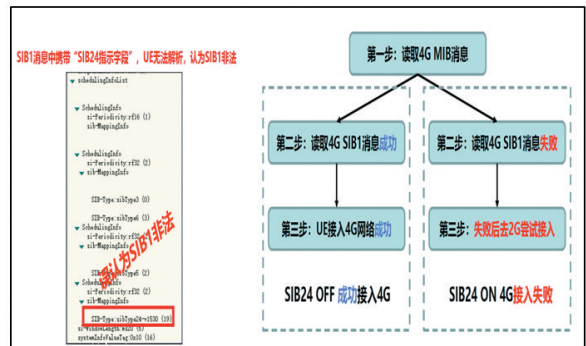 SIB1消息中携带“SIB24指示字段”，UE无法解析，认为SIB1非法
schedulingInfoList
SchedulingInfo
si-Periodicity:rf16 (1)
sib-MappingInfo
SchedulingInfo
si-Periodicity:rf32 (2)
sib-MappingInfo
SIB-Type:sibType3 (0)
SIB-Type:sibType6 (3)
SchedulingInfo
si-Periodicity:rf32
sib-MappingInfo
SIB-Type:sibType5 (2)
SchedulingInfo
si-Periodicity:rf32 (2)
sib-MappingInfo
SIB-Type:sibType24-v1530 (19)
systemInfoValueTag:0x10 (16)
误认为SIB1非法
第一步：读取4G MIB消息
第二步：读取4G SIB1消息成功
第三步：UE接入4G网络成功
SIB24 OFF 成功接入4G
第二步：读取4G SIB1消息失败
第三步：失败后去2G尝试接入
SIB24 ON 4G接入失败